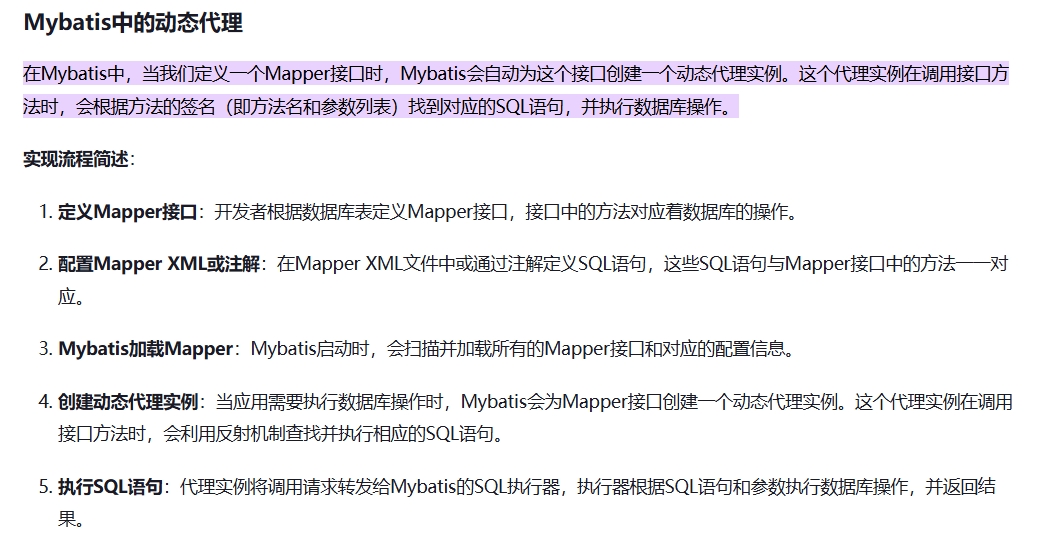 Mybatis中的动态代理
在Mybatis中，当我们定义一个Mapper接口时，Mybatis会自动为这个接口创建一个动态代理实例。这个代理实例在调用接口方
法时，会根据方法的签名（即方法名和参数列表）找到对应的SQL语句，并执行数据库操作。
实现流程简述：
1. 定义Mapper接口：开发者根据数据库表定义Mapper接口，接口中的方法对应着数据库的操作。
2. 配置Mapper XML或注解：在Mapper XML文件中或通过注解定义SQL语句，这些SQL语句与Mapper接口中的方法一一对
应。
3. Mybatis加载Mapper：Mybatis启动时，会扫描并加载所有的Mapper接口和对应的配置信息。
4. 创建动态代理实例：当应用需要执行数据库操作时，Mybatis会为Mapper接口创建一个动态代理实例。这个代理实例在调用
接口方法时，会利用反射机制查找并执行相应的SQL语句。
5. 执行SQL语句：代理实例将调用请求转发给Mybatis的SQL执行器，执行器根据SQL语句和参数执行数据库操作，并返回结
果。